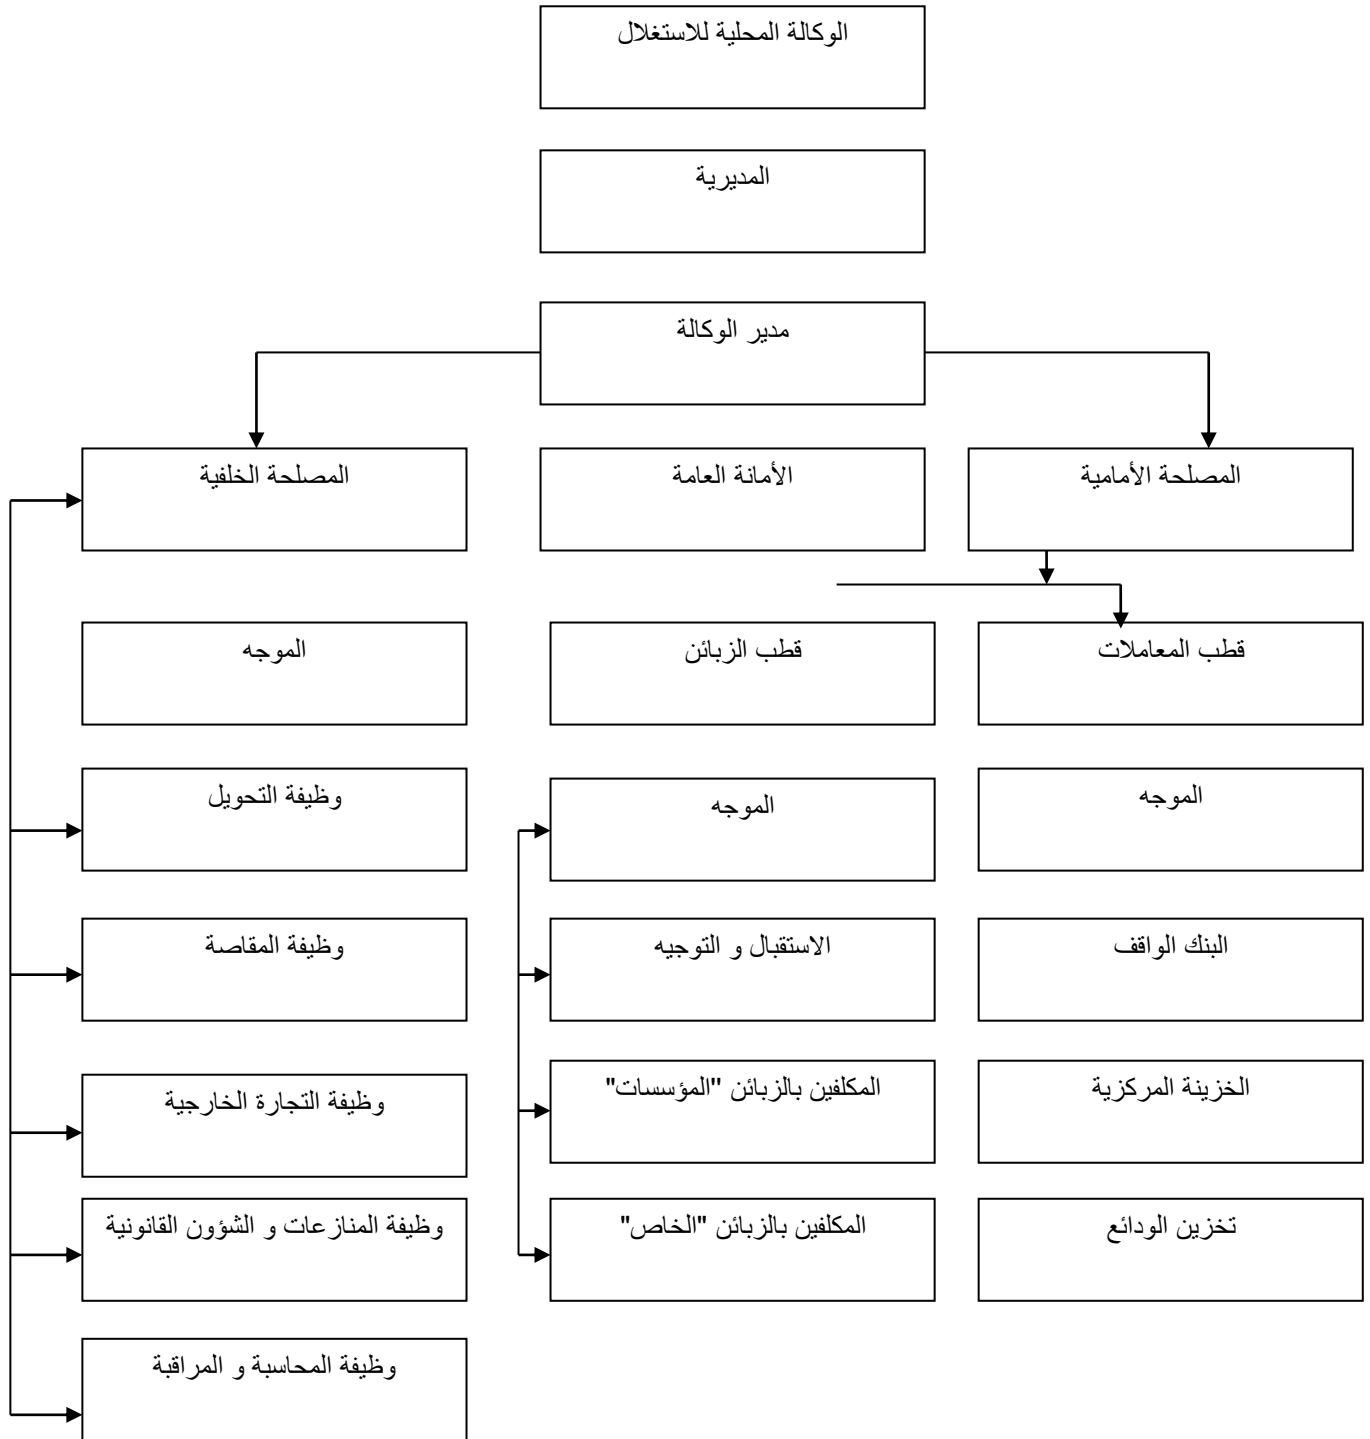 الوكالة المحلية للاستغلال
المديرية
مدير الوكالة
المصلحة الأمامية
الأمانة العامة
المصلحة الخلفية
قطب المعاملات
قطب الزبائن
الموجه
الموجه
الموجه
وظيفة التحويل
البنك الواقف
الاستقبال و التوجيه
وظيفة المقاصة
الخزينة المركزية
المكلفين بالزبائن "المؤسسات"
وظيفة التجارة الخارجية
تخزين الودائع
المكلفين بالزبائن "الخاص"
وظيفة المنازعات و الشؤون القانونية
وظيفة المحاسبة و المراقبة